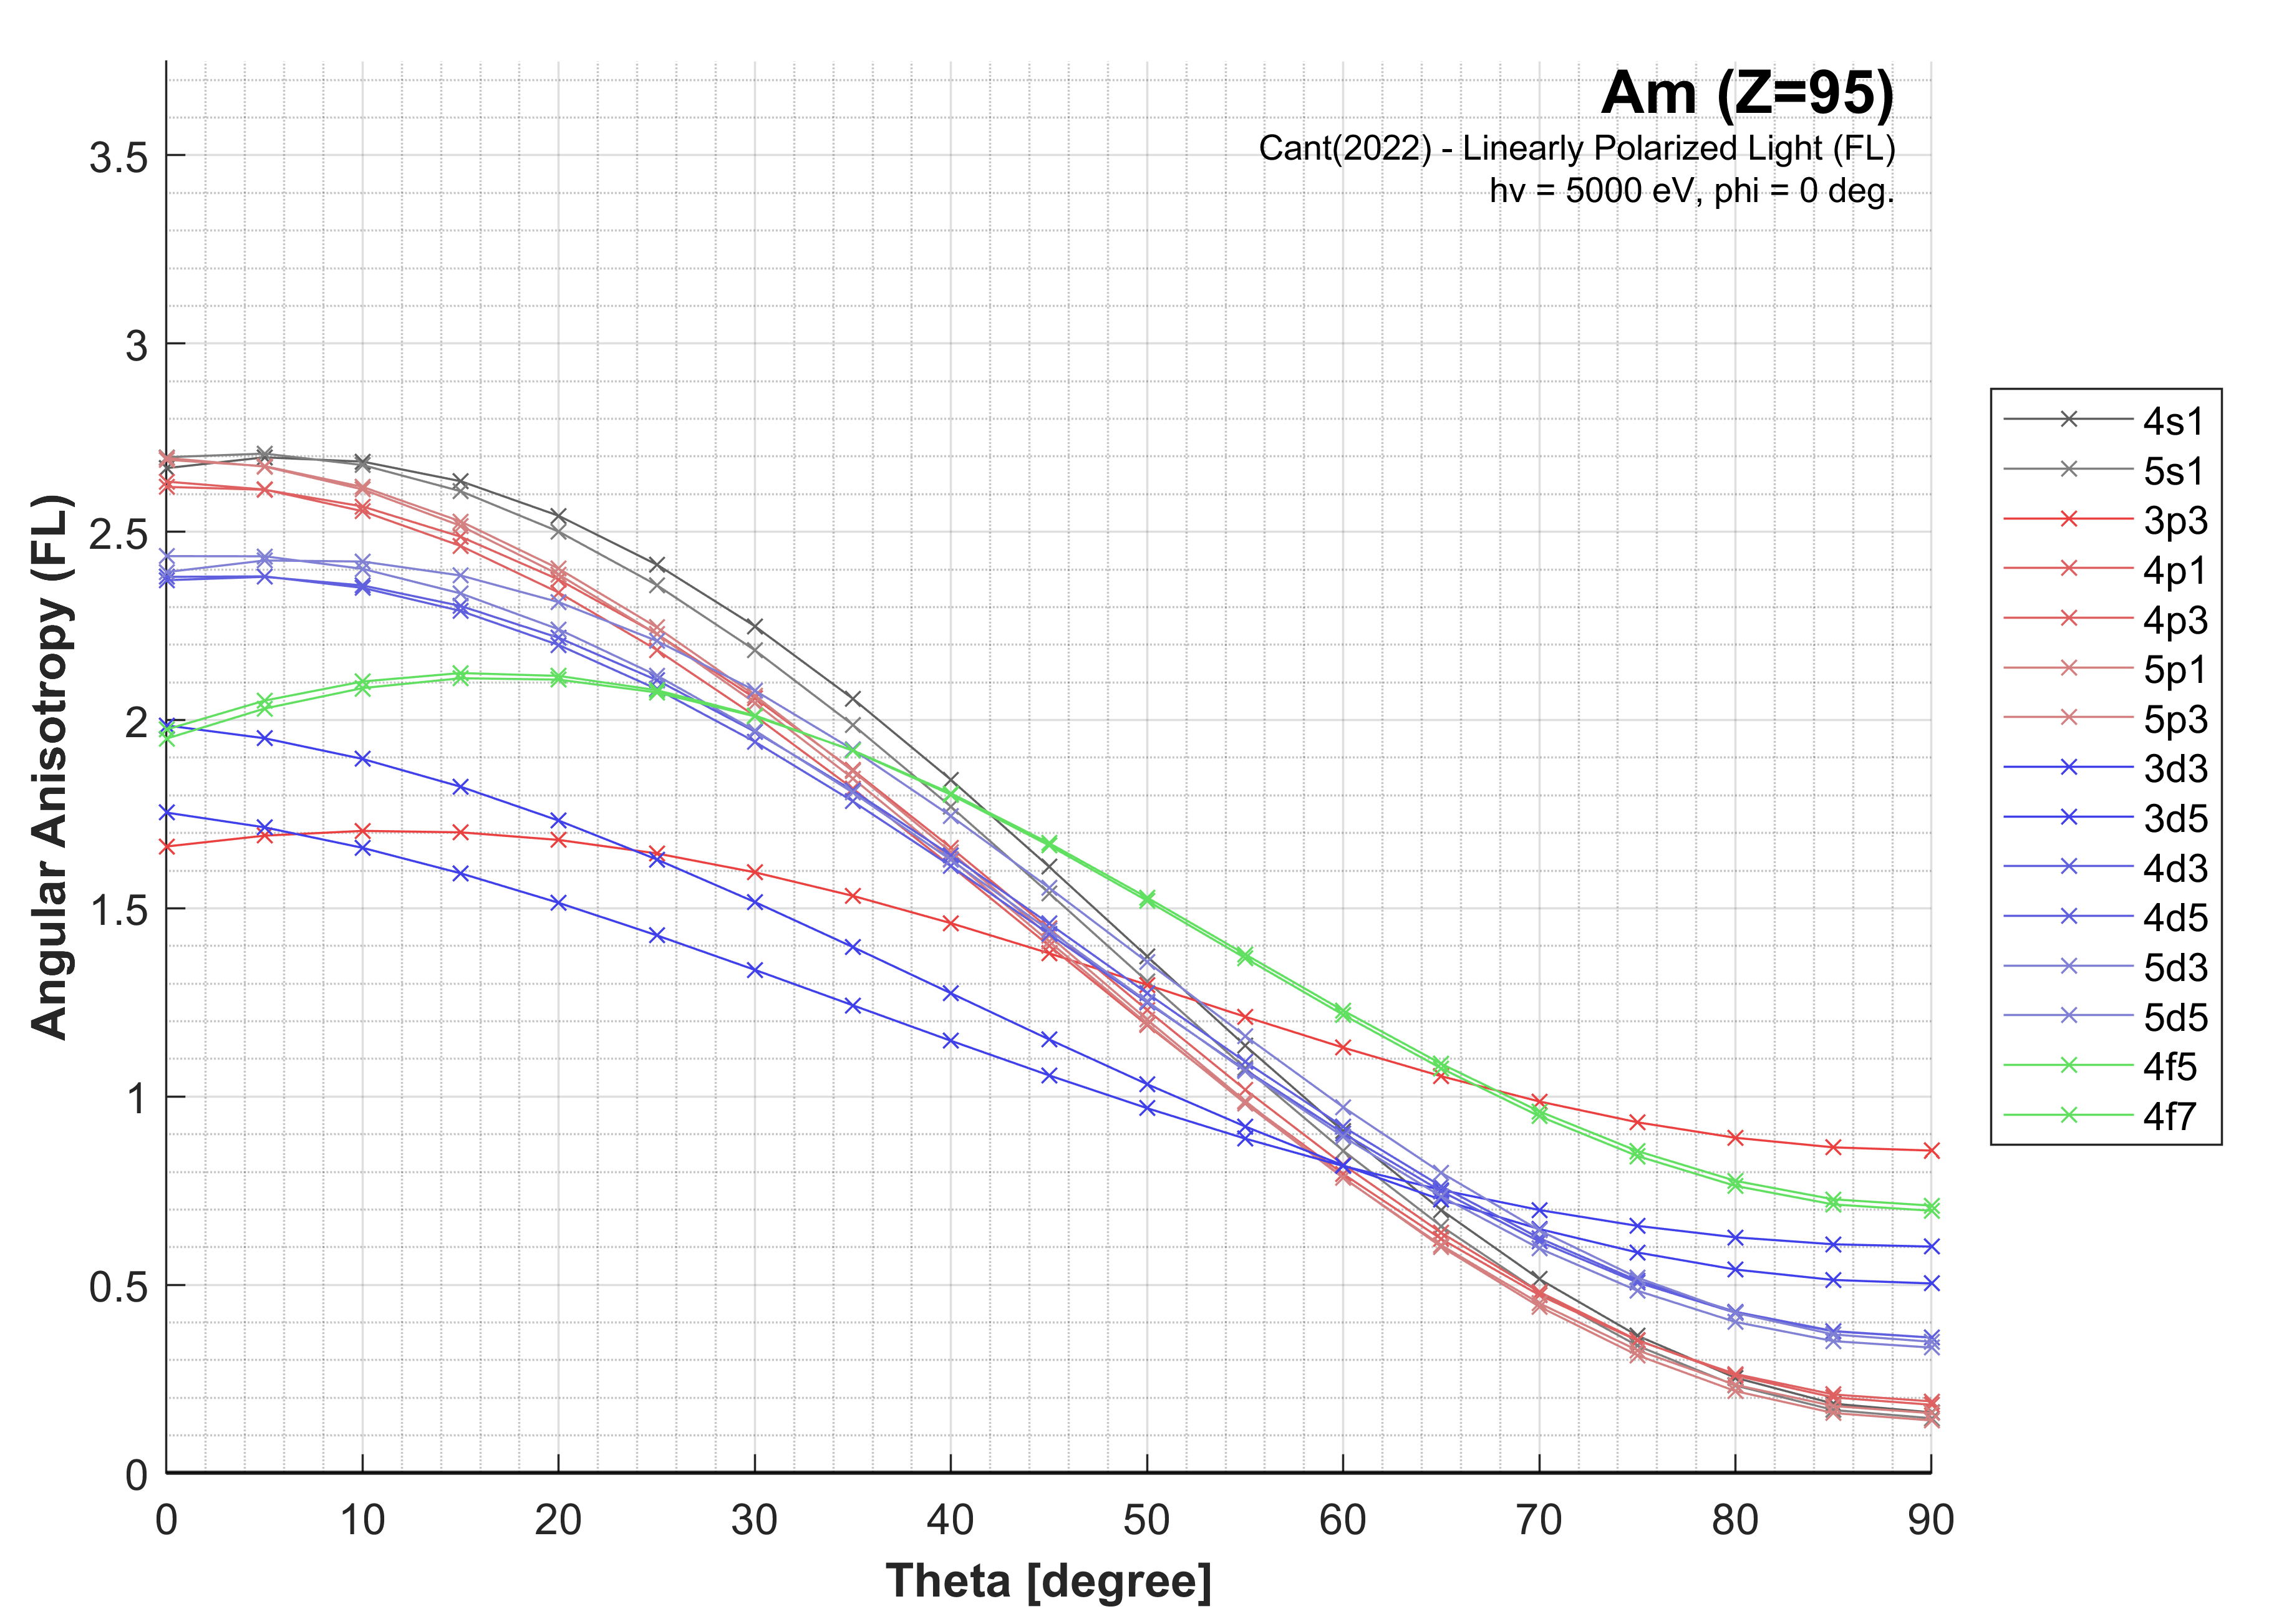 Am (Z=95)
Cant(2022) - Linearly Polarized Light (FL)
hv = 5000 eV, phi = 0 deg.
3.5
3
2.5
2
1.5
1
0.5
0
Angular Anisotropy (FL)
0 10 20 30 40 50 60 70 80 90
Theta [degree]
4s1
5s1
3p3
4p1
4p3
5p1
5p3
3d3
3d5
4d3
4d5
5d3
5d5
4f5
4f7